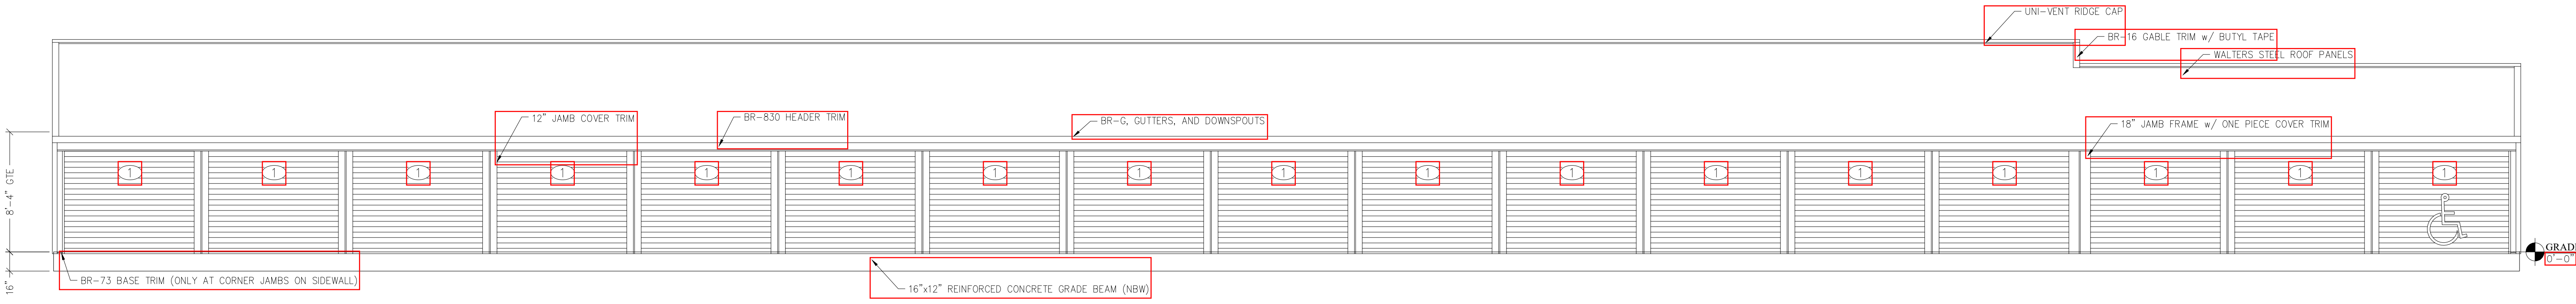 UNI-VENT RIDGE CAP
BR-16 GABLE TRIM w/ BUTYL TAPE
WALTERS STEEL ROOF PANELS
12" JAMB COVER TRIM
BR-830 HEADER TRIM
BR-G, GUTTERS, AND DOWNSPOUTS
18" JAMB FRAME w/ ONE PIECE COVER TRIM
1 1 1 1 1 1 1 1 1 1 1 1 1 1 1 1 1
8'-4" GTE
GRADE
0'-0"
BR-73 BASE TRIM (ONLY AT CORNER JAMBS ON SIDEWALL)
16"x12" REINFORCED CONCRETE GRADE BEAM (NBW)
16"